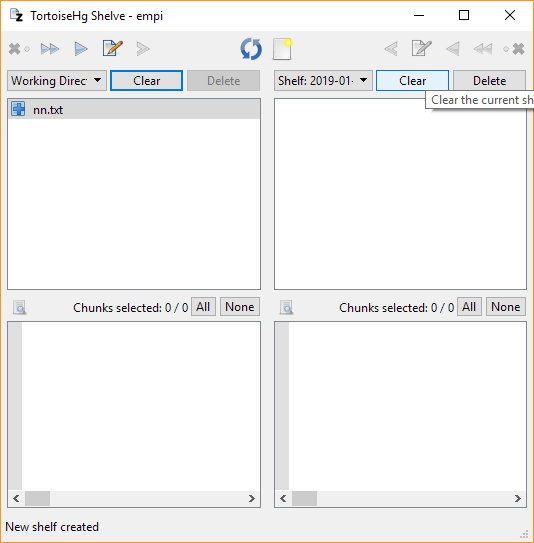 TortoiseHg Shelve - empi
Working Direc Clear Delete Shelf: 2019-01- Clear Delete
Clear the current sh
nn.txt
Chunks selected: 0 / 0 All None Chunks selected: 0 / 0 All None
New shelf created